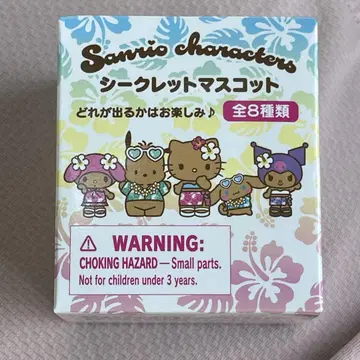 Sanrio characters
シークレットマスコット
どれが出るかはお楽しみ♪
全8種類
WARNING:
CHOKING HAZARD — Small parts.
Not for children under 3 years.